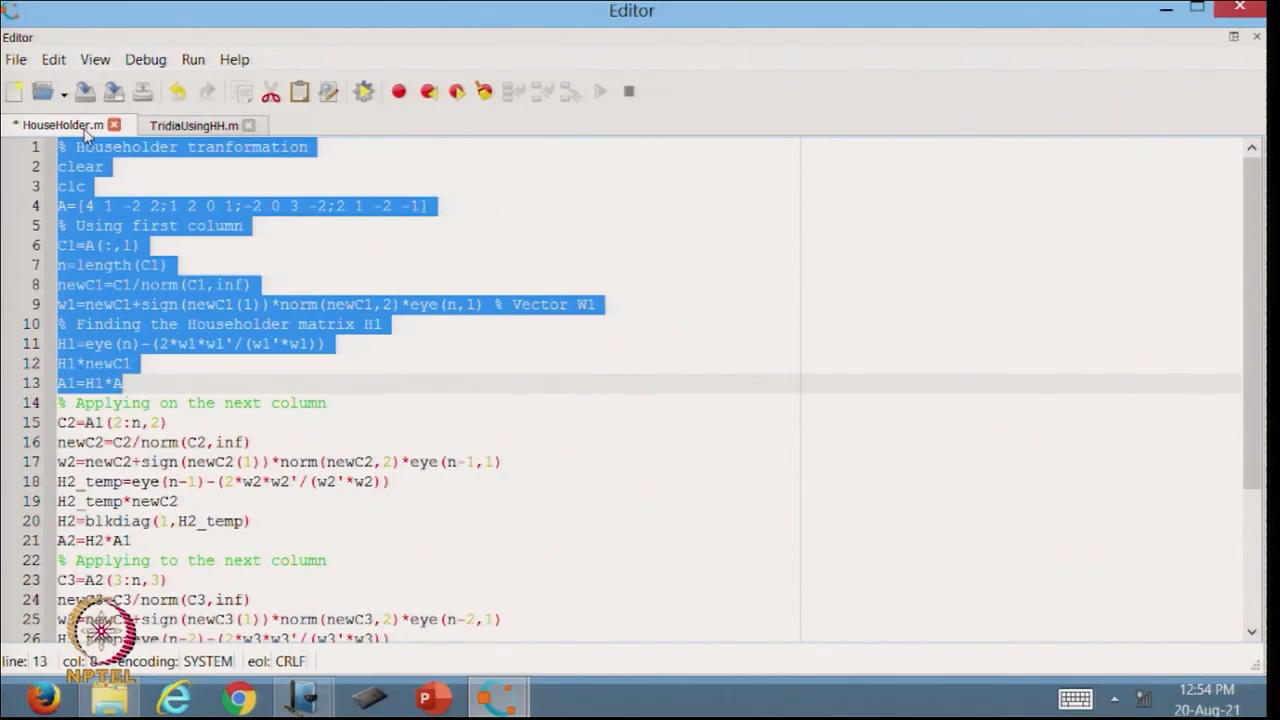 Editor
Editor
File Edit View Debug Run Help
* HouseHolder.m TridiaUsingHH.m
1 % Householder tranformation
2 clear
3 clc
4 A=[4 1 -2 2;1 2 0 1;-2 0 3 -2;2 1 -2 -1]
5 % Using first column
6 C1=A(:,1)
7 n=length(C1)
8 newC1=C1/norm(C1,inf)
9 w1=newC1+sign(newC1(1))*norm(newC1,2)*eye(n,1) % Vector W1
10 % Finding the Householder matrix H1
11 H1=eye(n)-(2*w1*w1'/(w1'*w1))
12 H1*newC1
13 A1=H1*A
14 % Applying on the next column
15 C2=A1(2:n,2)
16 newC2=C2/norm(C2,inf)
17 w2=newC2+sign(newC2(1))*norm(newC2,2)*eye(n-1,1)
18 H2_temp=eye(n-1)-(2*w2*w2'/(w2'*w2))
19 H2_temp*newC2
20 H2=blkdiag(1,H2_temp)
21 A2=H2*A1
22 % Applying to the next column
23 C3=A2(3:n,3)
24 newC3=C3/norm(C3,inf)
25 w3=newC3+sign(newC3(1))*norm(newC3,2)*eye(n-2,1)
26 eye(n-2)-(2*w3*w3'/(w3'*w3))
line: 13 col: 8 encoding: SYSTEM eol: CRLF
NPTEL
12:54 PM
20-Aug-21